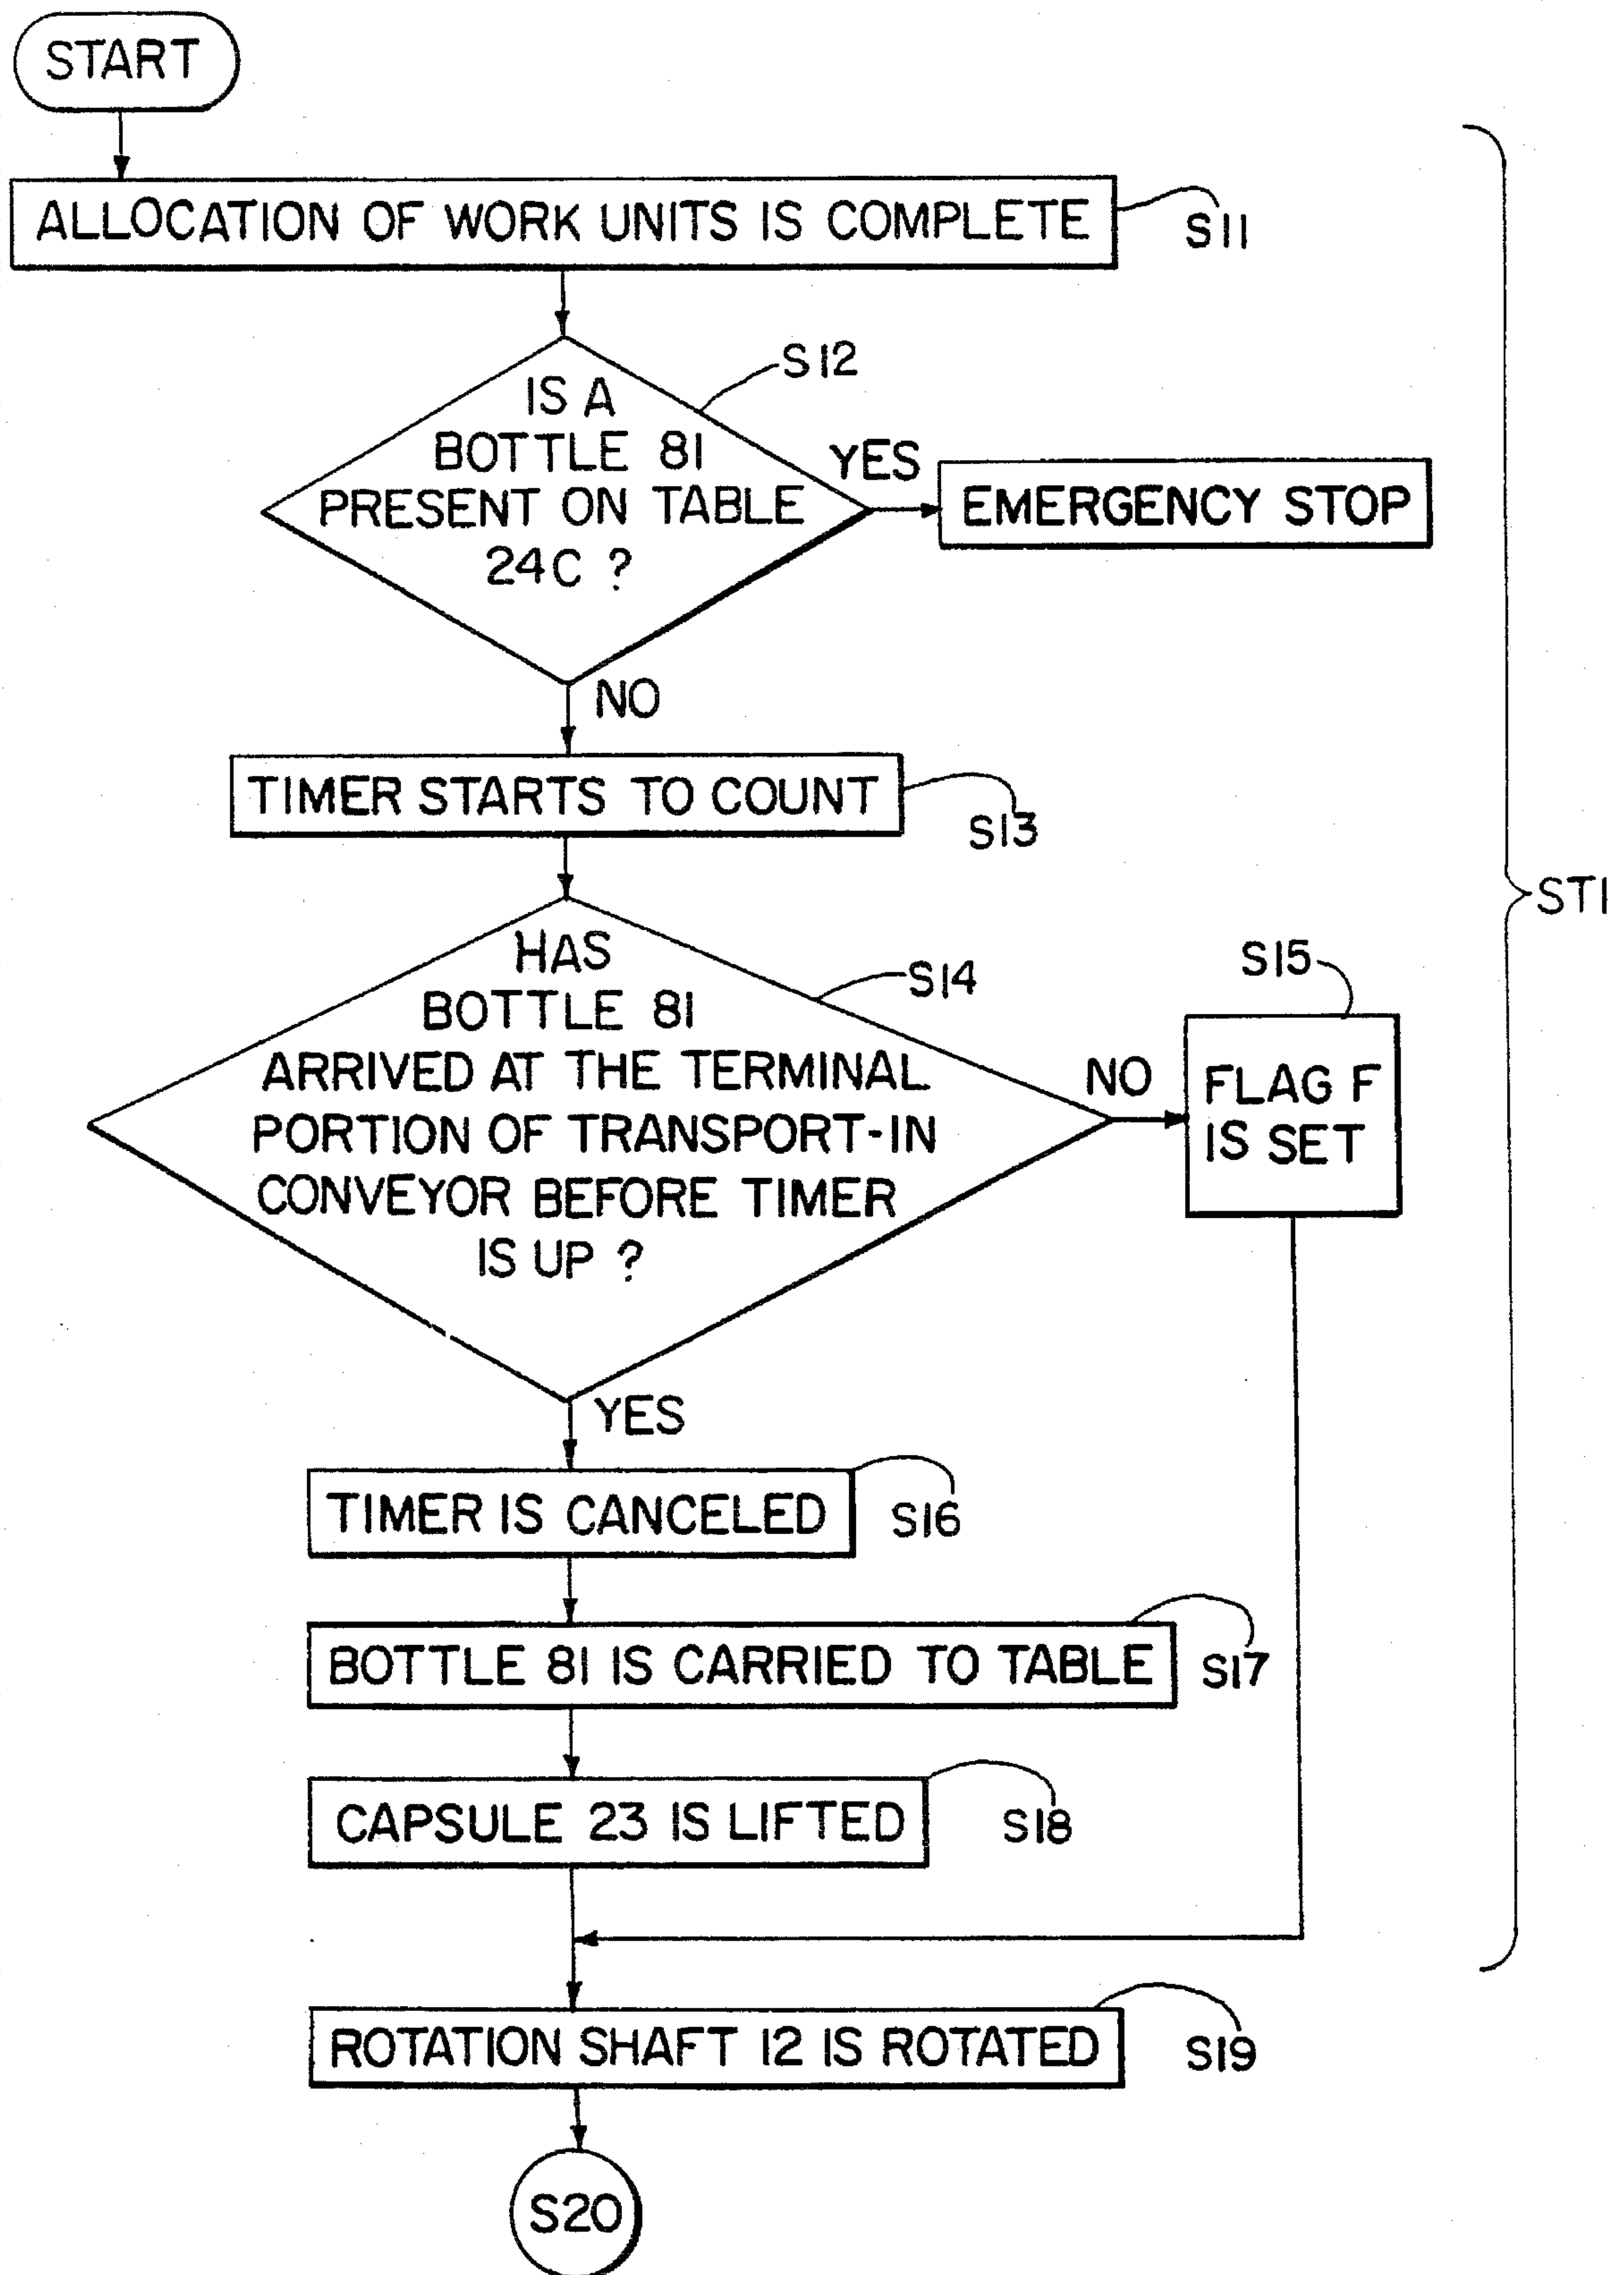 START
ALLOCATION OF WORK UNITS IS COMPLETE
S11
S12
IS A
BOTTLE 81
PRESENT ON TABLE
24C ?
YES
EMERGENCY STOP
NO
TIMER STARTS TO COUNT
S13
ST1
HAS
BOTTLE 81
ARRIVED AT THE TERMINAL
PORTION OF TRANSPORT-IN
CONVEYOR BEFORE TIMER
IS UP ?
S14
NO
S15
FLAG F
IS SET
YES
TIMER IS CANCELED
S16
BOTTLE 81 IS CARRIED TO TABLE
S17
CAPSULE 23 IS LIFTED
S18
ROTATION SHAFT 12 IS ROTATED
S19
S20